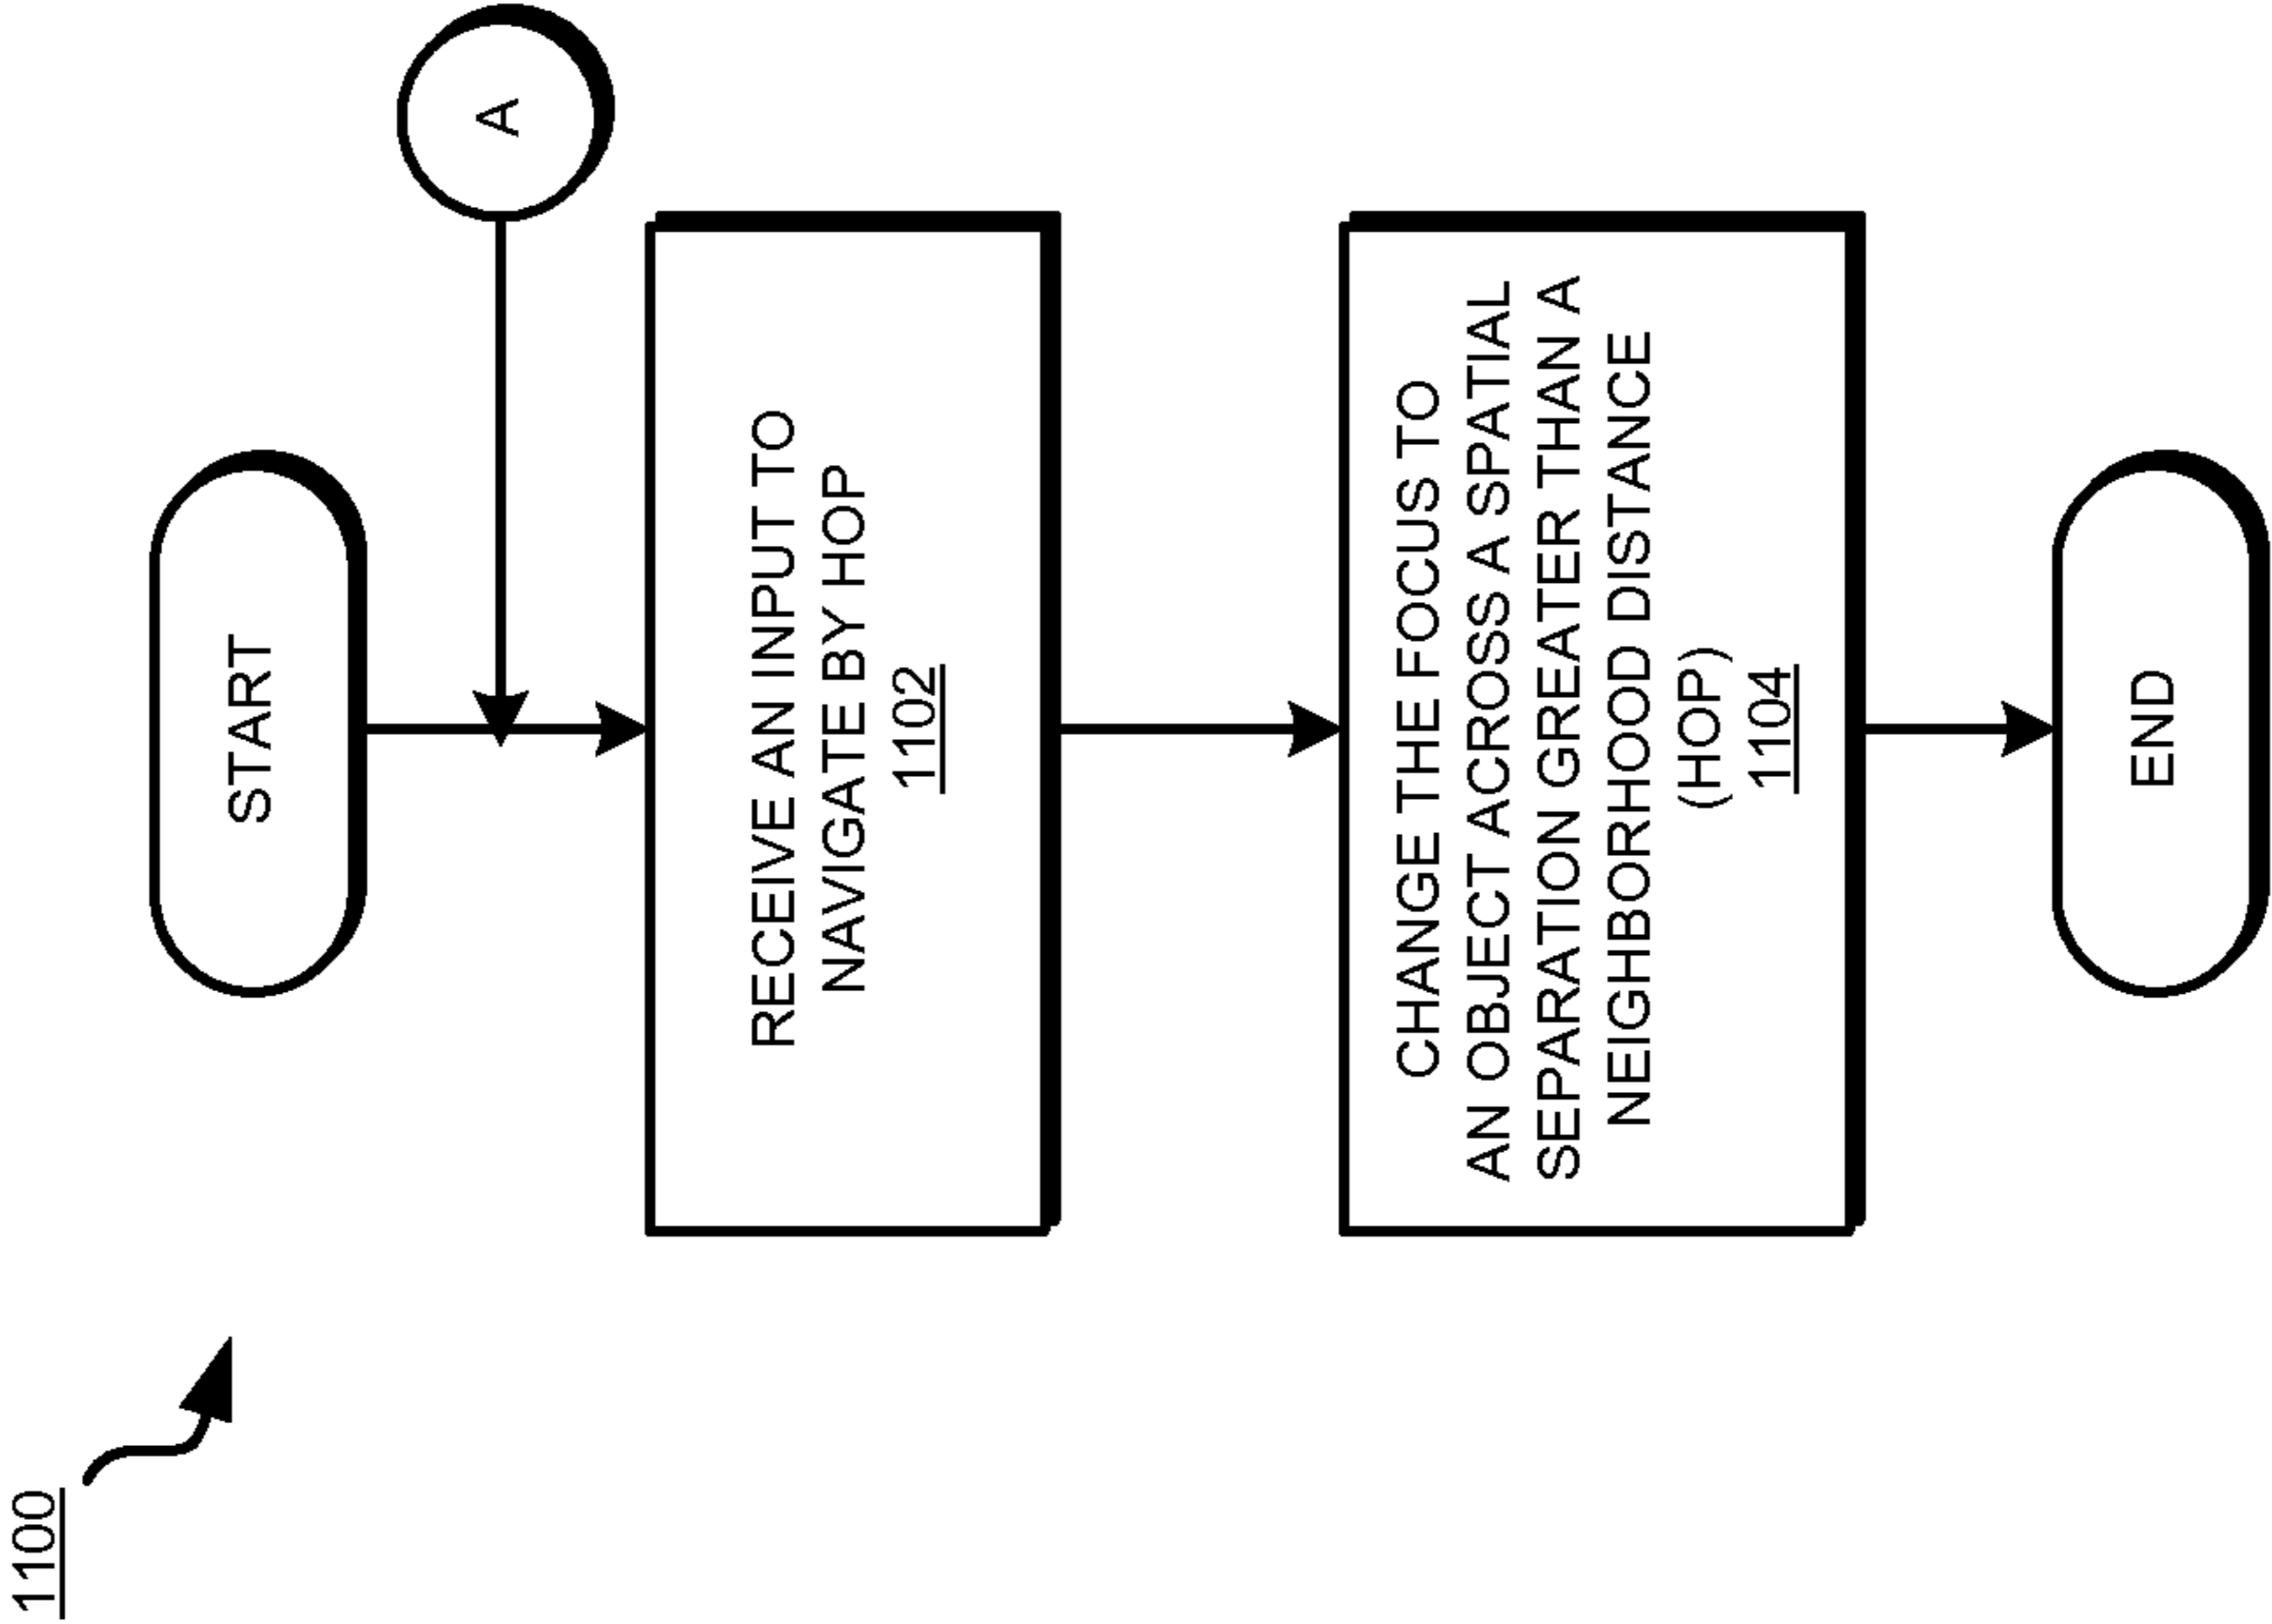 1100
START
A
RECEIVE AN INPUT TO
NAVIGATE BY HOP
1102
CHANGE THE FOCUS TO
AN OBJECT ACROSS A SPATIAL
SEPARATION GREATER THAN A
NEIGHBORHOOD DISTANCE
(HOP)
1104
END